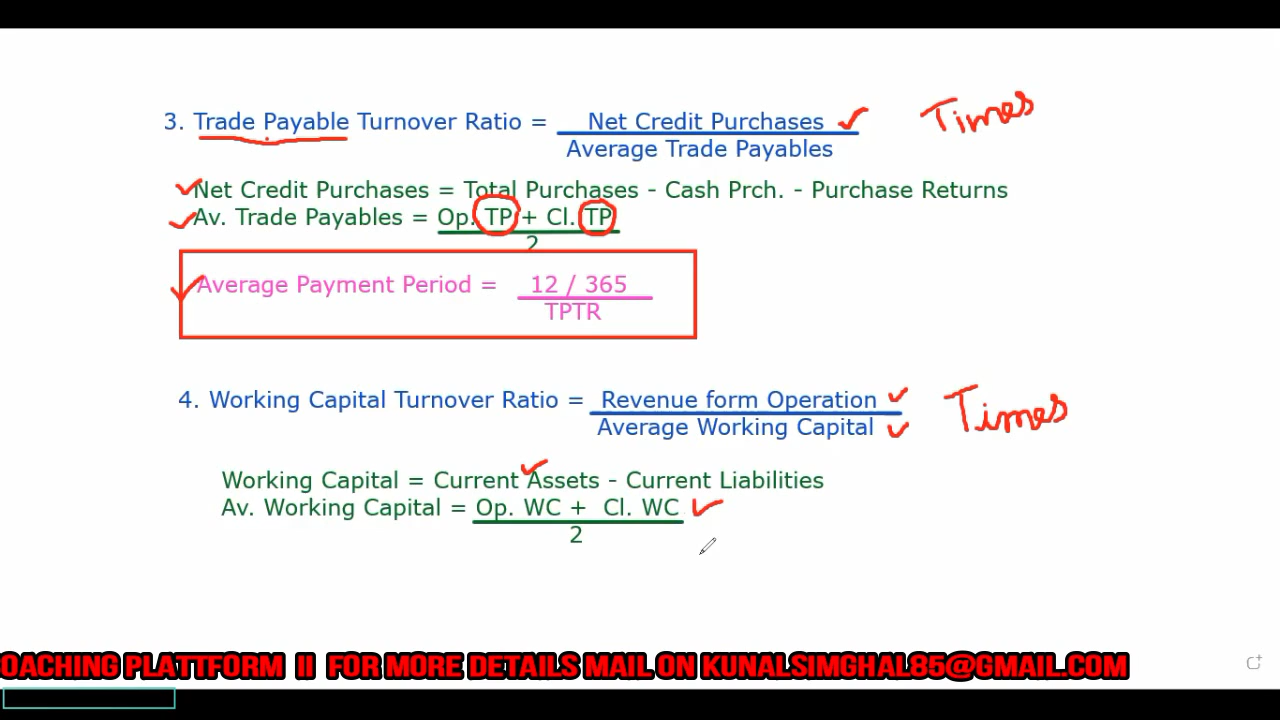 3. Trade Payable Turnover Ratio = Net Credit Purchases Times
Average Trade Payables
Net Credit Purchases = Total Purchases - Cash Prch. - Purchase Returns
Av. Trade Payables = Op. TP + Cl. TP
2
Average Payment Period = 12 / 365
TPTR
4. Working Capital Turnover Ratio = Revenue form Operation Times
Average Working Capital
Working Capital = Current Assets - Current Liabilities
Av. Working Capital = Op. WC + Cl. WC
2
OACHING PLATTFORM II FOR MORE DETAILS MAIL ON KUNALSIMGHAL85@GMAIL.COM